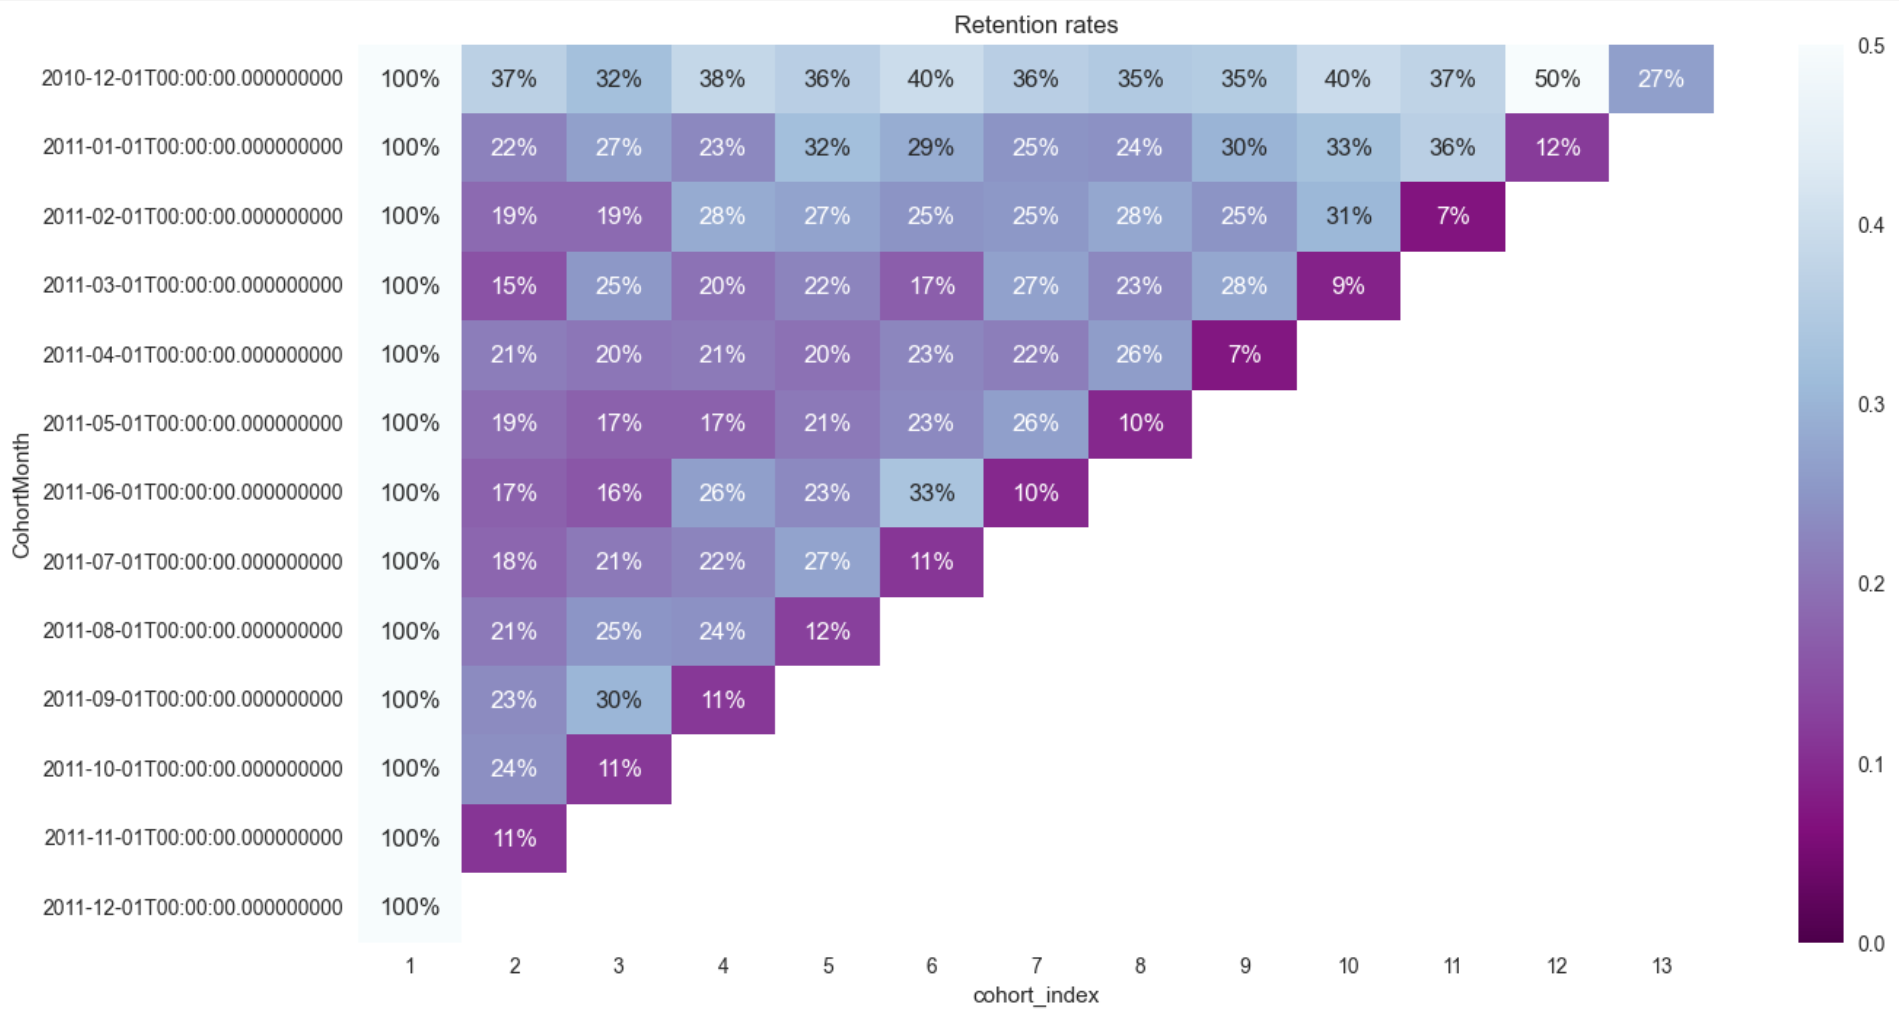 Retention rates
2010-12-01T00:00:00.000000000 100% 37% 32% 38% 36% 40% 36% 35% 35% 40% 37% 50% 27%
2011-01-01T00:00:00.000000000 100% 22% 27% 23% 32% 29% 25% 24% 30% 33% 36% 12%
2011-02-01T00:00:00.000000000 100% 19% 19% 28% 27% 25% 25% 28% 25% 31% 7%
2011-03-01T00:00:00.000000000 100% 15% 25% 20% 22% 17% 27% 23% 28% 9%
2011-04-01T00:00:00.000000000 100% 21% 20% 21% 20% 23% 22% 26% 7%
2011-05-01T00:00:00.000000000 100% 19% 17% 17% 21% 23% 26% 10%
2011-06-01T00:00:00.000000000 100% 17% 16% 26% 23% 33% 10%
2011-07-01T00:00:00.000000000 100% 18% 21% 22% 27% 11%
2011-08-01T00:00:00.000000000 100% 21% 25% 24% 12%
2011-09-01T00:00:00.000000000 100% 23% 30% 11%
2011-10-01T00:00:00.000000000 100% 24% 11%
2011-11-01T00:00:00.000000000 100% 11%
2011-12-01T00:00:00.000000000 100%
1 2 3 4 5 6 7 8 9 10 11 12 13
cohort_index
CohortMonth
0.5
0.4
0.3
0.2
0.1
0.0